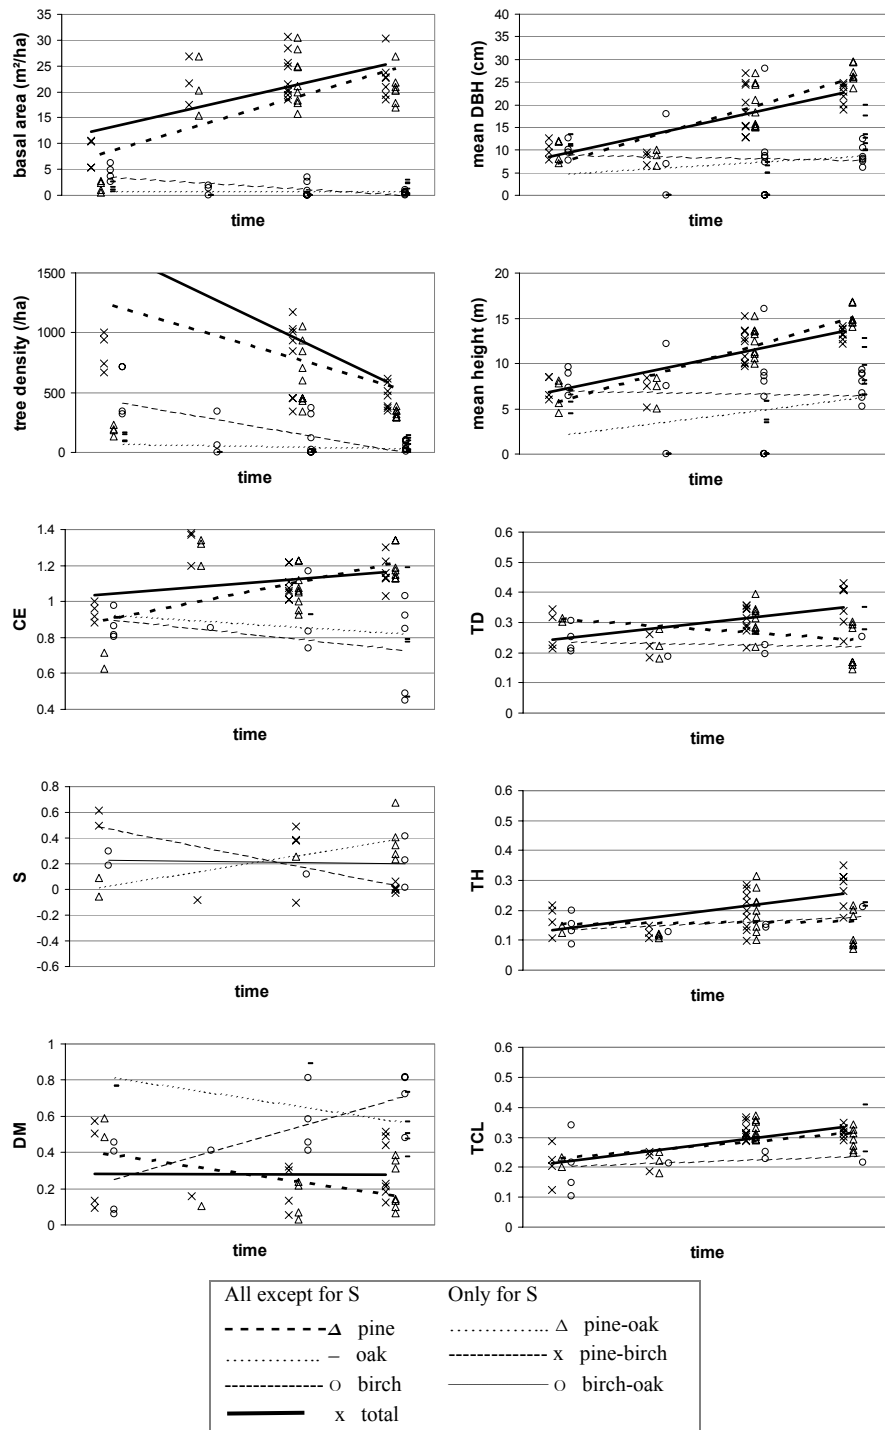 basal area (m²/ha)
35
30
25
20
15
10
5
0
time
mean DBH (cm)
40
35
30
25
20
15
10
5
0
time
tree density (/ha)
1500
1000
500
0
time
mean height (m)
20
15
10
5
0
time
CE
1.4
1.2
1
0.8
0.6
0.4
time
TD
0.6
0.5
0.4
0.3
0.2
0.1
0
time
S
0.8
0.6
0.4
0.2
0
-0.2
-0.4
-0.6
time
TH
0.6
0.5
0.4
0.3
0.2
0.1
0
time
DM
1
0.8
0.6
0.4
0.2
0
time
TCL
0.6
0.5
0.4
0.3
0.2
0.1
0
time
All except for S
Δ pine
– oak
o birch
x total
Only for S
Δ pine-oak
x pine-birch
o birch-oak